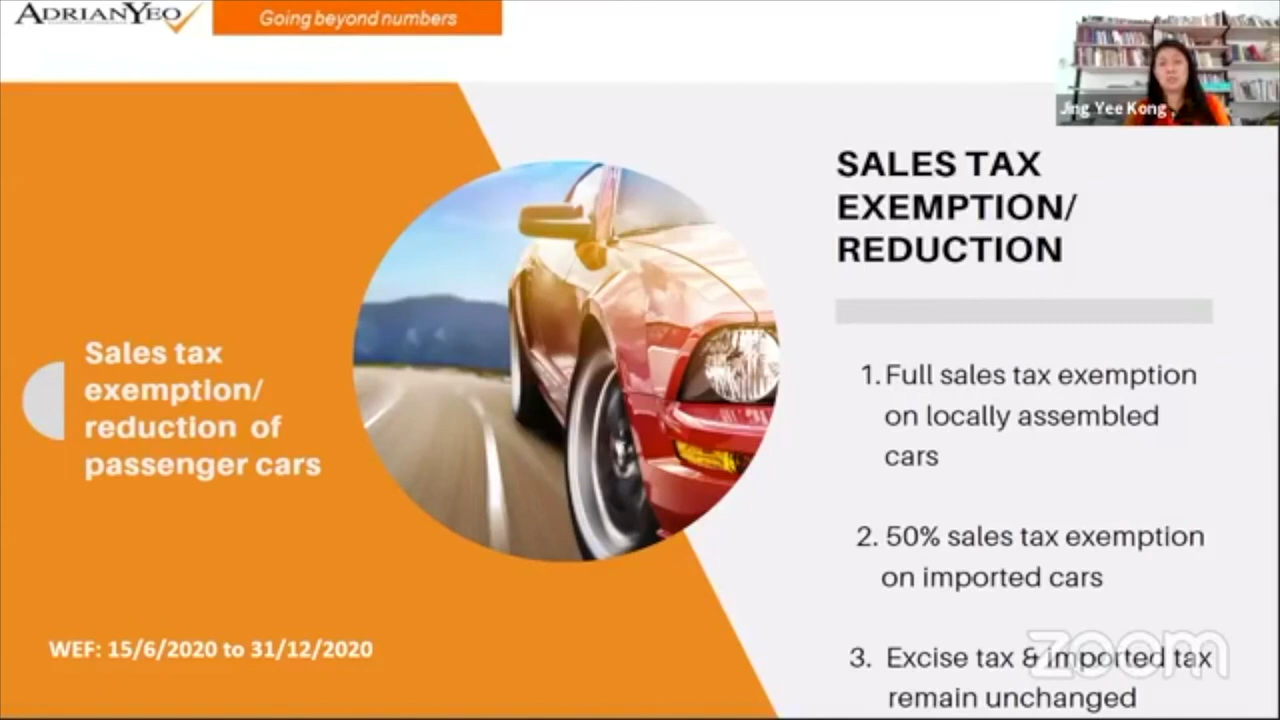 ADRIANYEO
Going beyond numbers
Jing Yee Kong
SALES TAX
EXEMPTION/
REDUCTION
Sales tax
exemption/
reduction of
passenger cars
1. Full sales tax exemption
on locally assembled
cars
2. 50% sales tax exemption
on imported cars
3. Excise tax & imported tax
remain unchanged
WEF: 15/6/2020 to 31/12/2020
zoom